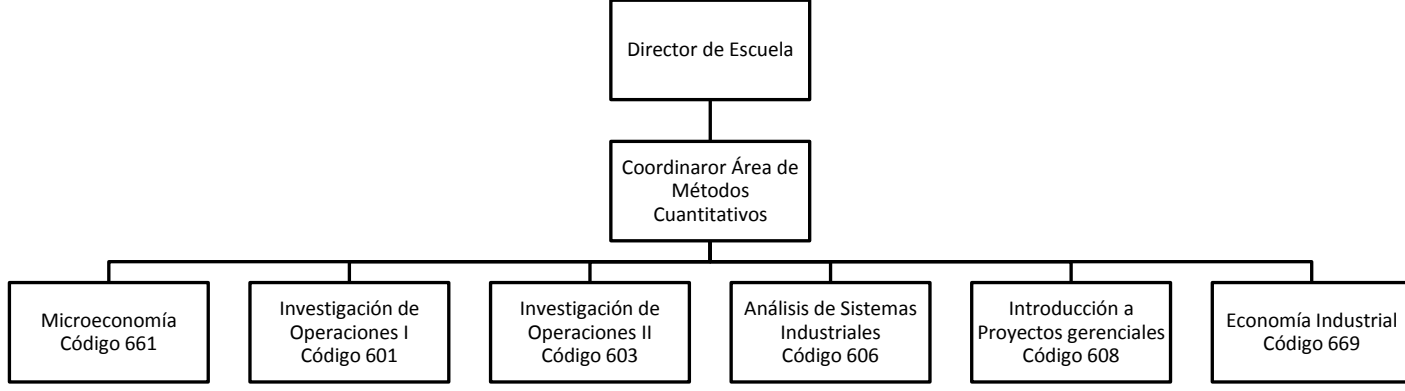 Director de Escuela
Coordinaror Área de
Métodos
Cuantitativos
Microeconomía
Código 661
Investigación de
Operaciones I
Código 601
Investigación de
Operaciones II
Código 603
Análisis de Sistemas
Industriales
Código 606
Introducción a
Proyectos gerenciales
Código 608
Economía Industrial
Código 669